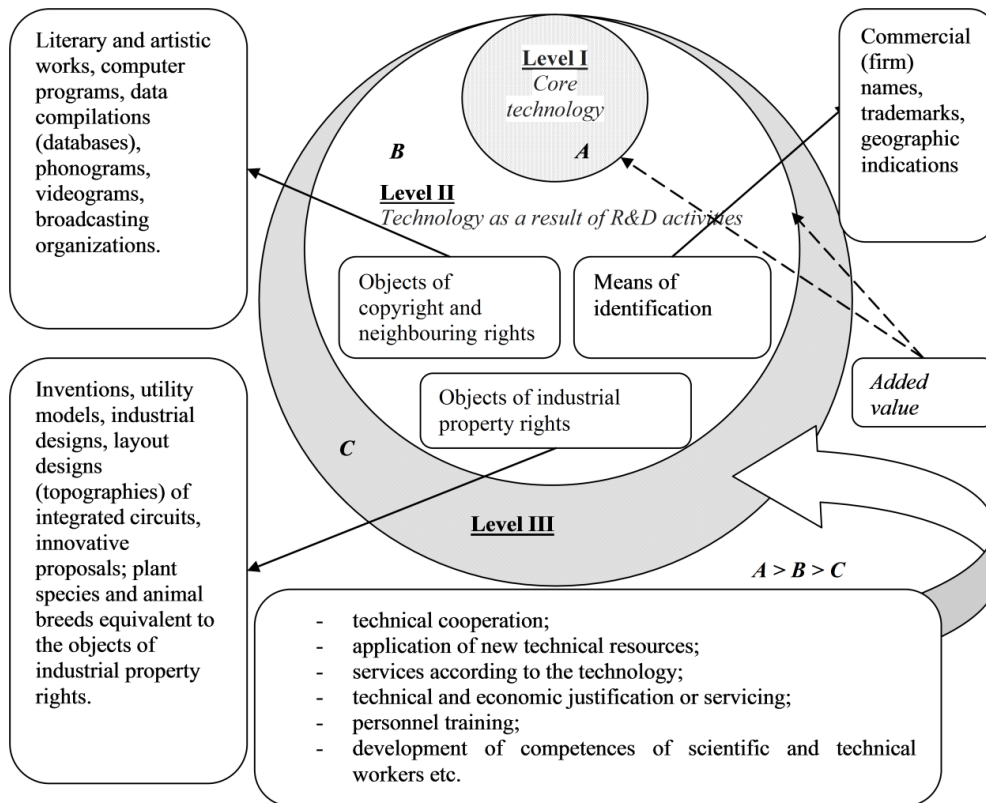 Literary and artistic
works, computer
programs, data
compilations
(databases),
phonograms,
videograms,
broadcasting
organizations.
Level I
Core
technology
A
B
Level II
Technology as a result of R&D activities
Commercial
(firm)
names,
trademarks,
geographic
indications
Objects of
copyright and
neighbouring rights
Means of
identification
Objects of industrial
property rights
Added
value
Inventions, utility
models, industrial
designs, layout
designs
(topographies) of
integrated circuits,
innovative
proposals; plant
species and animal
breeds equivalent to
the objects of
industrial property
rights.
C
Level III
A > B > C
- technical cooperation;
- application of new technical resources;
- services according to the technology;
- technical and economic justification or servicing;
- personnel training;
- development of competences of scientific and technical
workers etc.